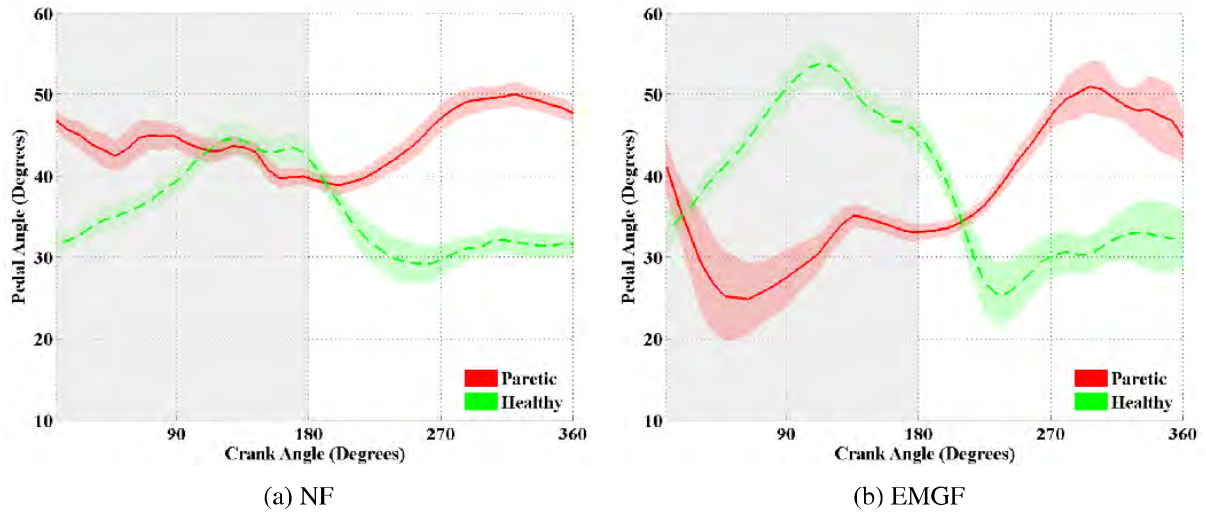 60
50
40
30
20
10
Pedal Angle (Degrees)
90 180 270 360
Crank Angle (Degrees)
Paretic
Healthy
(a) NF
60
50
40
30
20
10
Pedal Angle (Degrees)
90 180 270 360
Crank Angle (Degrees)
Paretic
Healthy
(b) EMGF